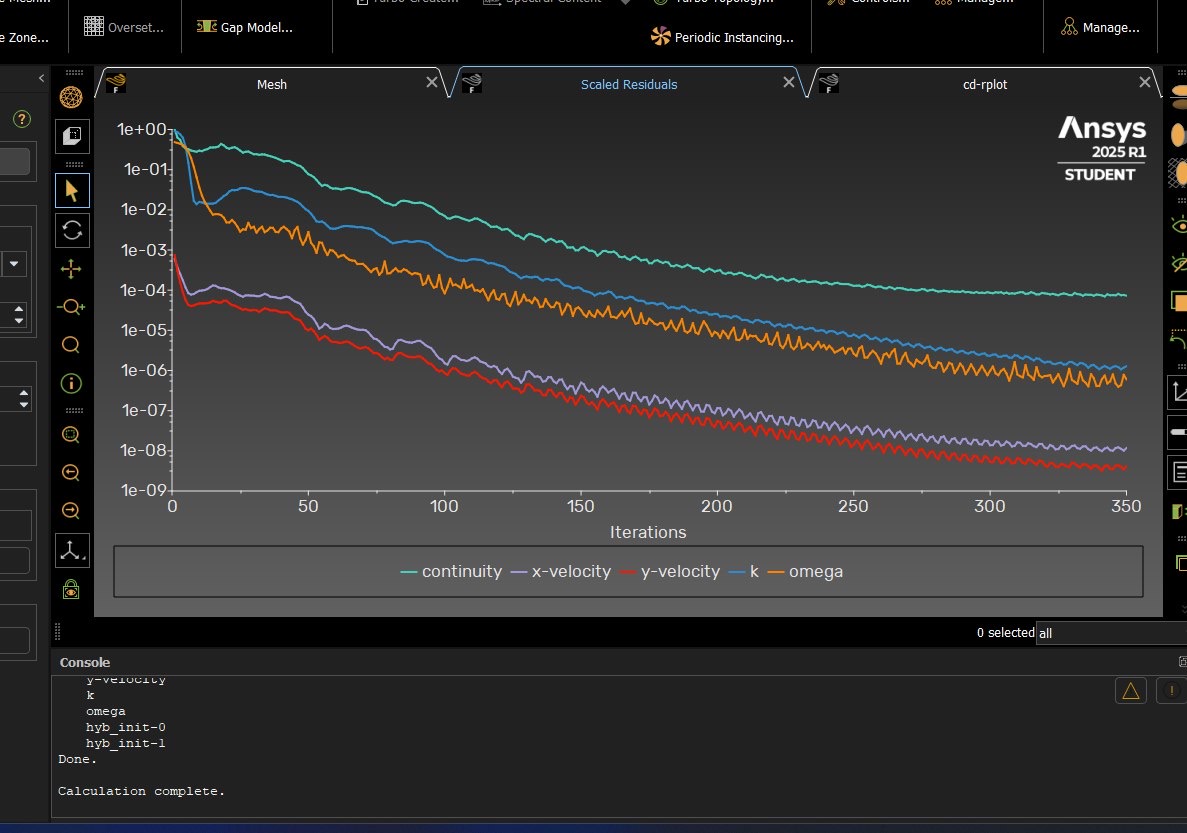 Overset...
e Zone...
Gap Model...
Periodic Instancing...
Manage...
Mesh
Scaled Residuals
cd-rplot
Ansys
2025 R1
STUDENT
1e+00
1e-01
1e-02
1e-03
1e-04
1e-05
1e-06
1e-07
1e-08
1e-09
0 50 100 150 200 250 300 350
Iterations
continuity x-velocity y-velocity k omega
0 selected all
Console
y-velocity
k
omega
hyb_init-0
hyb_init-1
Done.
Calculation complete.